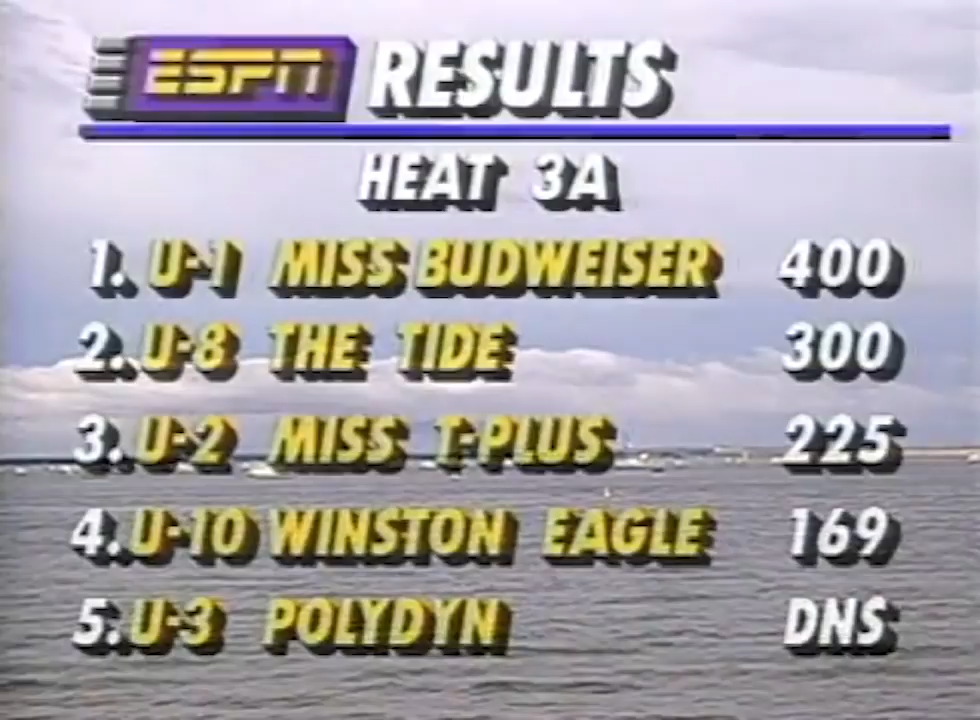 ESPN RESULTS
HEAT 3A
1. U-1 MISS BUDWEISER 400
2. U-8 THE TIDE 300
3. U-2 MISS T-PLUS 225
4. U-10 WINSTON EAGLE 169
5. U-3 POLYDYN DNS